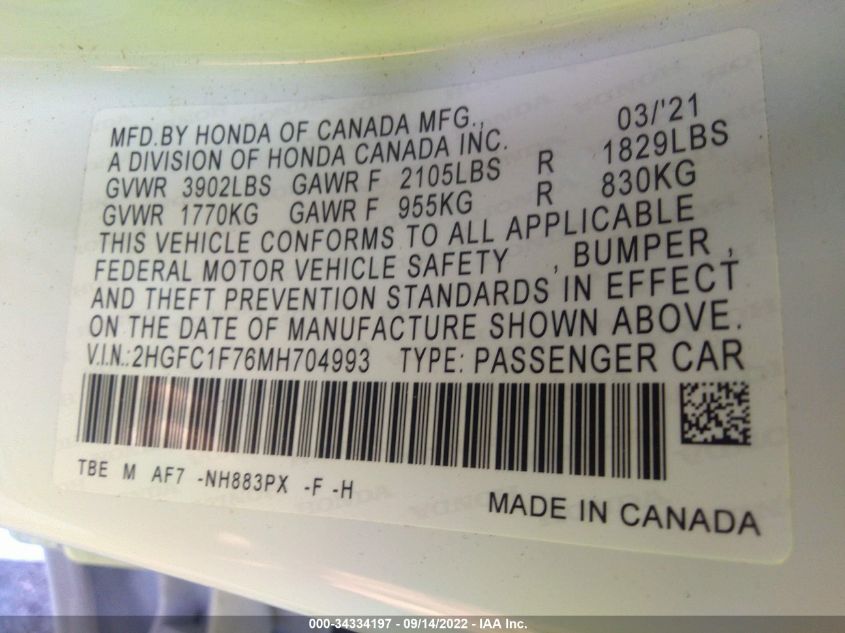 MFD.BY HONDA OF CANADA MFG., 03/'21
A DIVISION OF HONDA CANADA INC.
GVWR 3902LBS GAWR F 2105LBS R 1829LBS
GVWR 1770KG GAWR F 955KG R 830KG
THIS VEHICLE CONFORMS TO ALL APPLICABLE
FEDERAL MOTOR VEHICLE SAFETY , BUMPER ,
AND THEFT PREVENTION STANDARDS IN EFFECT
ON THE DATE OF MANUFACTURE SHOWN ABOVE.
V.I.N.:2HGFC1F76MH704993 TYPE: PASSENGER CAR
TBE M AF7 -NH883PX -F -H
MADE IN CANADA
000-34334197 - 09/14/2022 - IAA Inc.